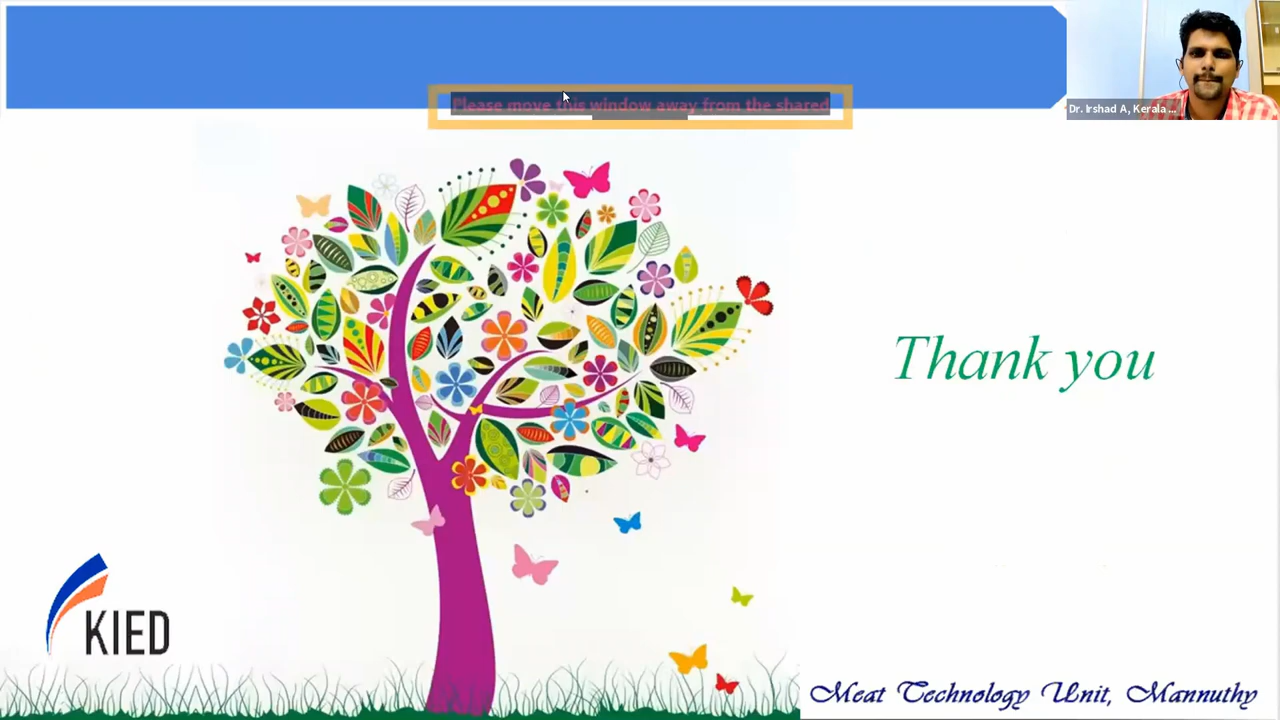 Please move this window away from the shared
Dr. Irshad A, Kerala ...
Thank you
KIED
Meat Technology Unit, Mannuthy